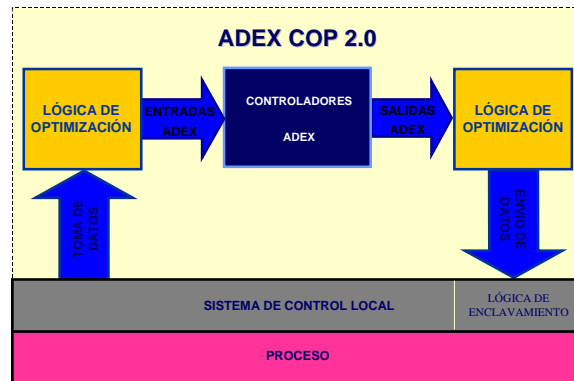 ADEX COP 2.0
LÓGICA DE
OPTIMIZACIÓN
ENTRADAS
ADEX
CONTROLADORES
ADEX
SALIDAS
ADEX
LÓGICA DE
OPTIMIZACIÓN
TOMA DE
DATOS
ENVIO DE
DATOS
SISTEMA DE CONTROL LOCAL
LÓGICA DE
ENCLAVAMIENTO
PROCESO